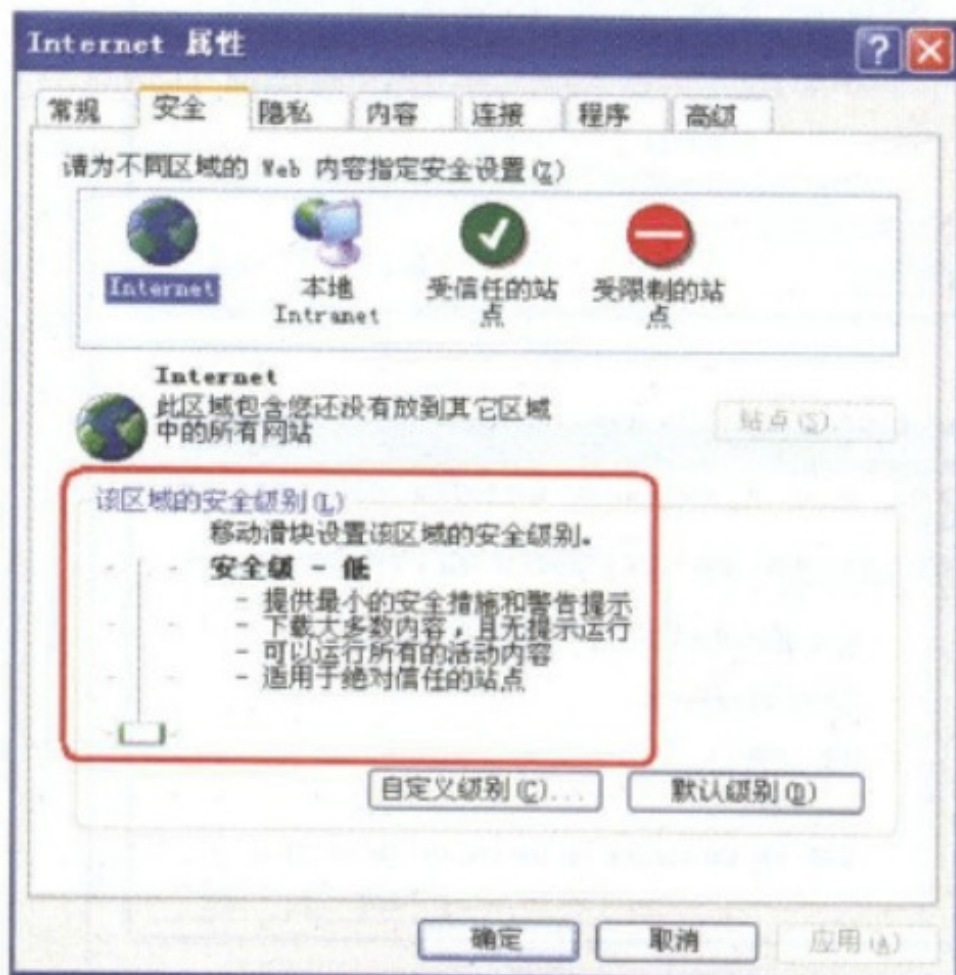 Internet 属性
常规 安全 隐私 内容 连接 程序 高级
请为不同区域的 Web 内容指定安全设置(Z)
Internet 本地 Intranet 受信任的站点 受限制的站点
Internet
此区域包含您还没有放到其它区域
中的所有网站
站点(S)...
该区域的安全级别(L)
移动滑块设置该区域的安全级别。
安全级 - 低
- 提供最小的安全措施和警告提示
- 下载大多数内容，且无提示运行
- 可以运行所有的活动内容
- 适用于绝对信任的站点
自定义级别(C)... 默认级别(D)
确定 取消 应用(A)